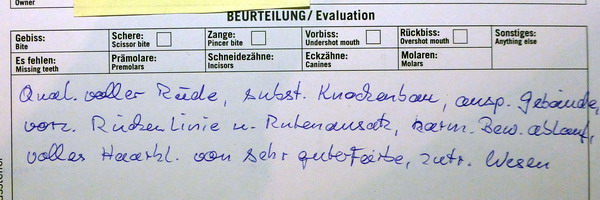 Owner
BEURTEILUNG/ Evaluation
Gebiss: Schere: Zange: Vorbiss: Rückbiss: Sonstiges:
Bite Scissor bite Pincer bite Undershot mouth Overshot mouth Anything else
Es fehlen: Prämolare: Schneidezähne: Eckzähne: Molaren:
Missing teeth Premolars Incisors Canines Molars
Qual. voller Rüde, subst. Knochenbau, ansp. Gebäude,
vorz. Rückenlinie u. Rutenansatz, harm. Bew.ablauf,
volles Haarkl. von sehr guter Farbe, zutr. Wesen